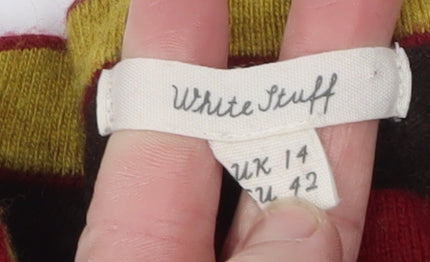 White Stuff
UK 14
EU 42